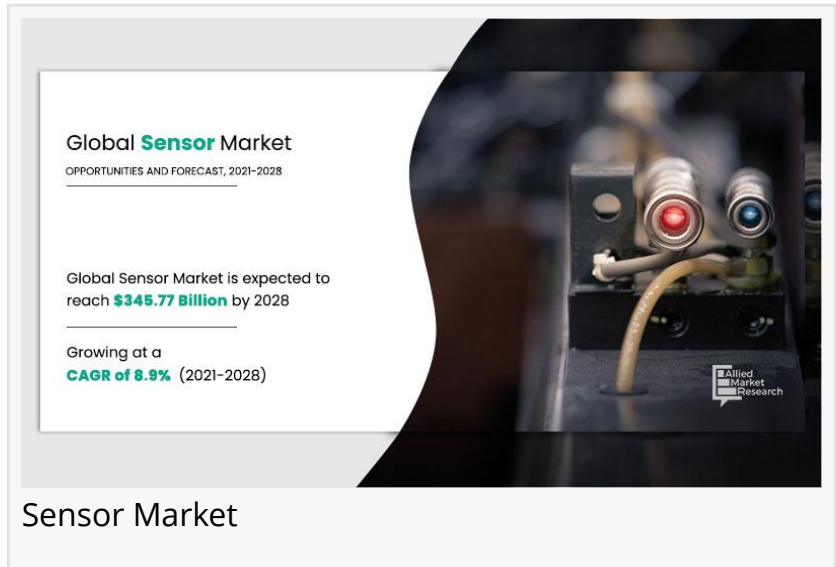 Global Sensor Market
OPPORTUNITIES AND FORECAST, 2021-2028
Global Sensor Market is expected to
reach $345.77 Billion by 2028
Growing at a
CAGR of 8.9% (2021-2028)
Allied
Market
Research
Sensor Market